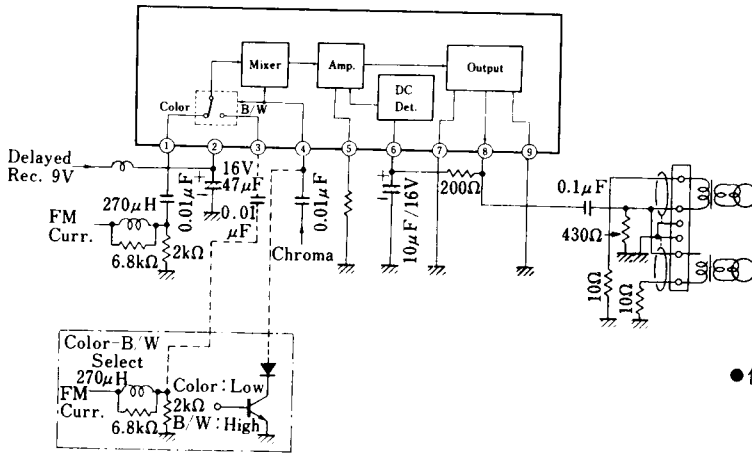 Mixer
Amp.
Output
DC
Det.
Color
B/W
1
2
3
4
5
6
7
8
9
Delayed
Rec. 9V
270μH
FM
Curr.
6.8kΩ
0.01μF
2kΩ
16V
47μF
0.01
μF
0.01μF
Chroma
10μF/16V
200Ω
0.1μF
430Ω
10Ω
10Ω
Color-B/W
Select
270μH
FM
Curr.
6.8kΩ
Color : Low
2kΩ
B/W : High